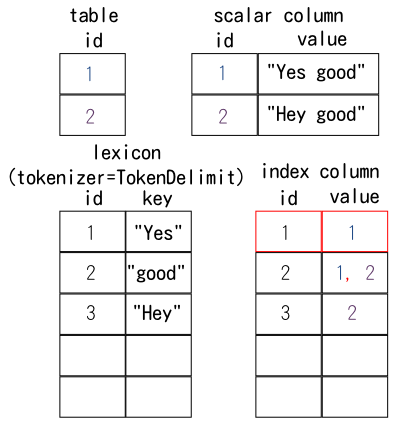 table
id
1
2
scalar column
id value
1 "Yes good"
2 "Hey good"
lexicon
(tokenizer=TokenDelimit)
id key
1 "Yes"
2 "good"
3 "Hey"
index column
id value
1 1
2 1, 2
3 2